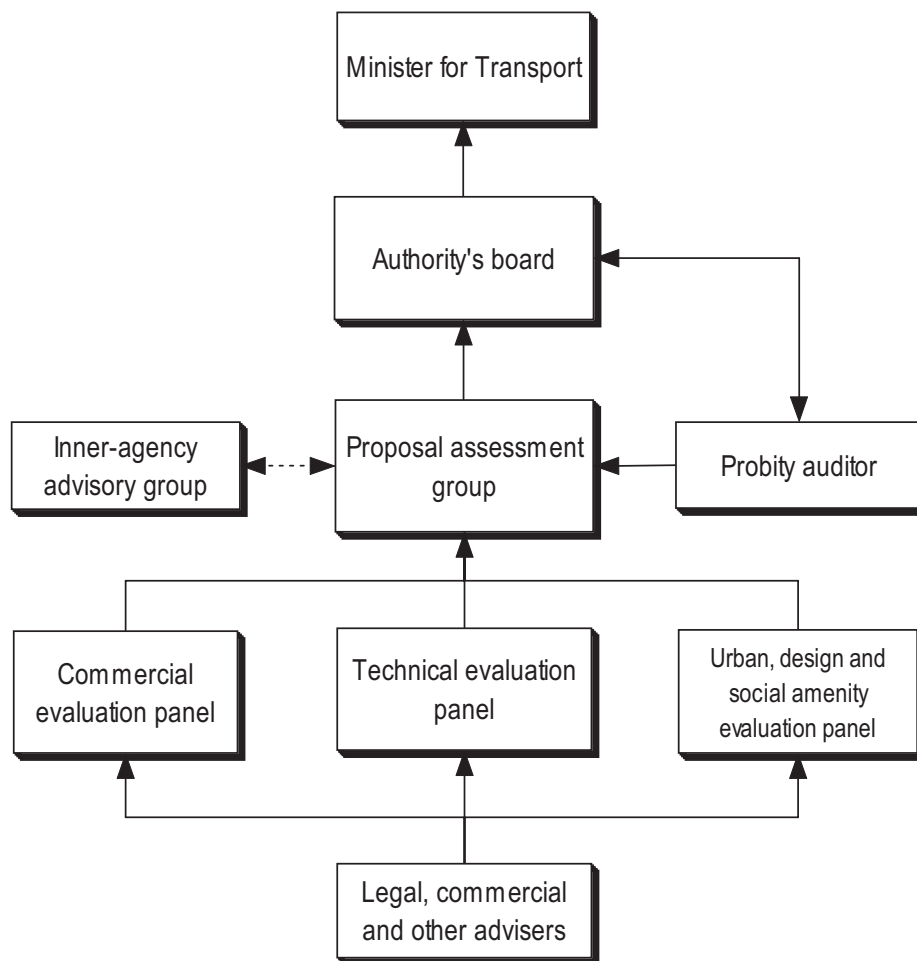 Minister for Transport
Authority's board
Inner-agency
advisory group
Proposal assessment
group
Probity auditor
Commercial
evaluation panel
Technical evaluation
panel
Urban, design and
social amenity
evaluation panel
Legal, commercial
and other advisers